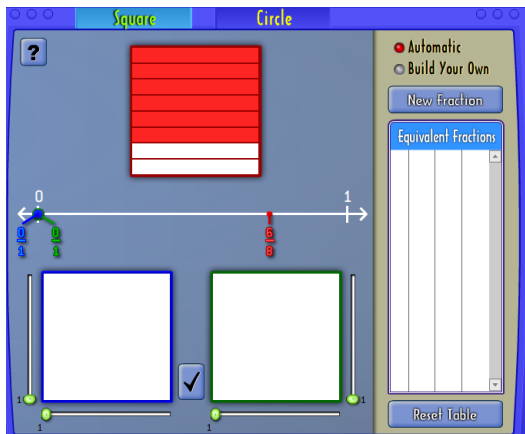 Square Circle
?
Automatic
Build Your Own
New Fraction
Equivalent Fractions
0 1
0
1
0
1
6
8
1 1
1 1
Reset Table